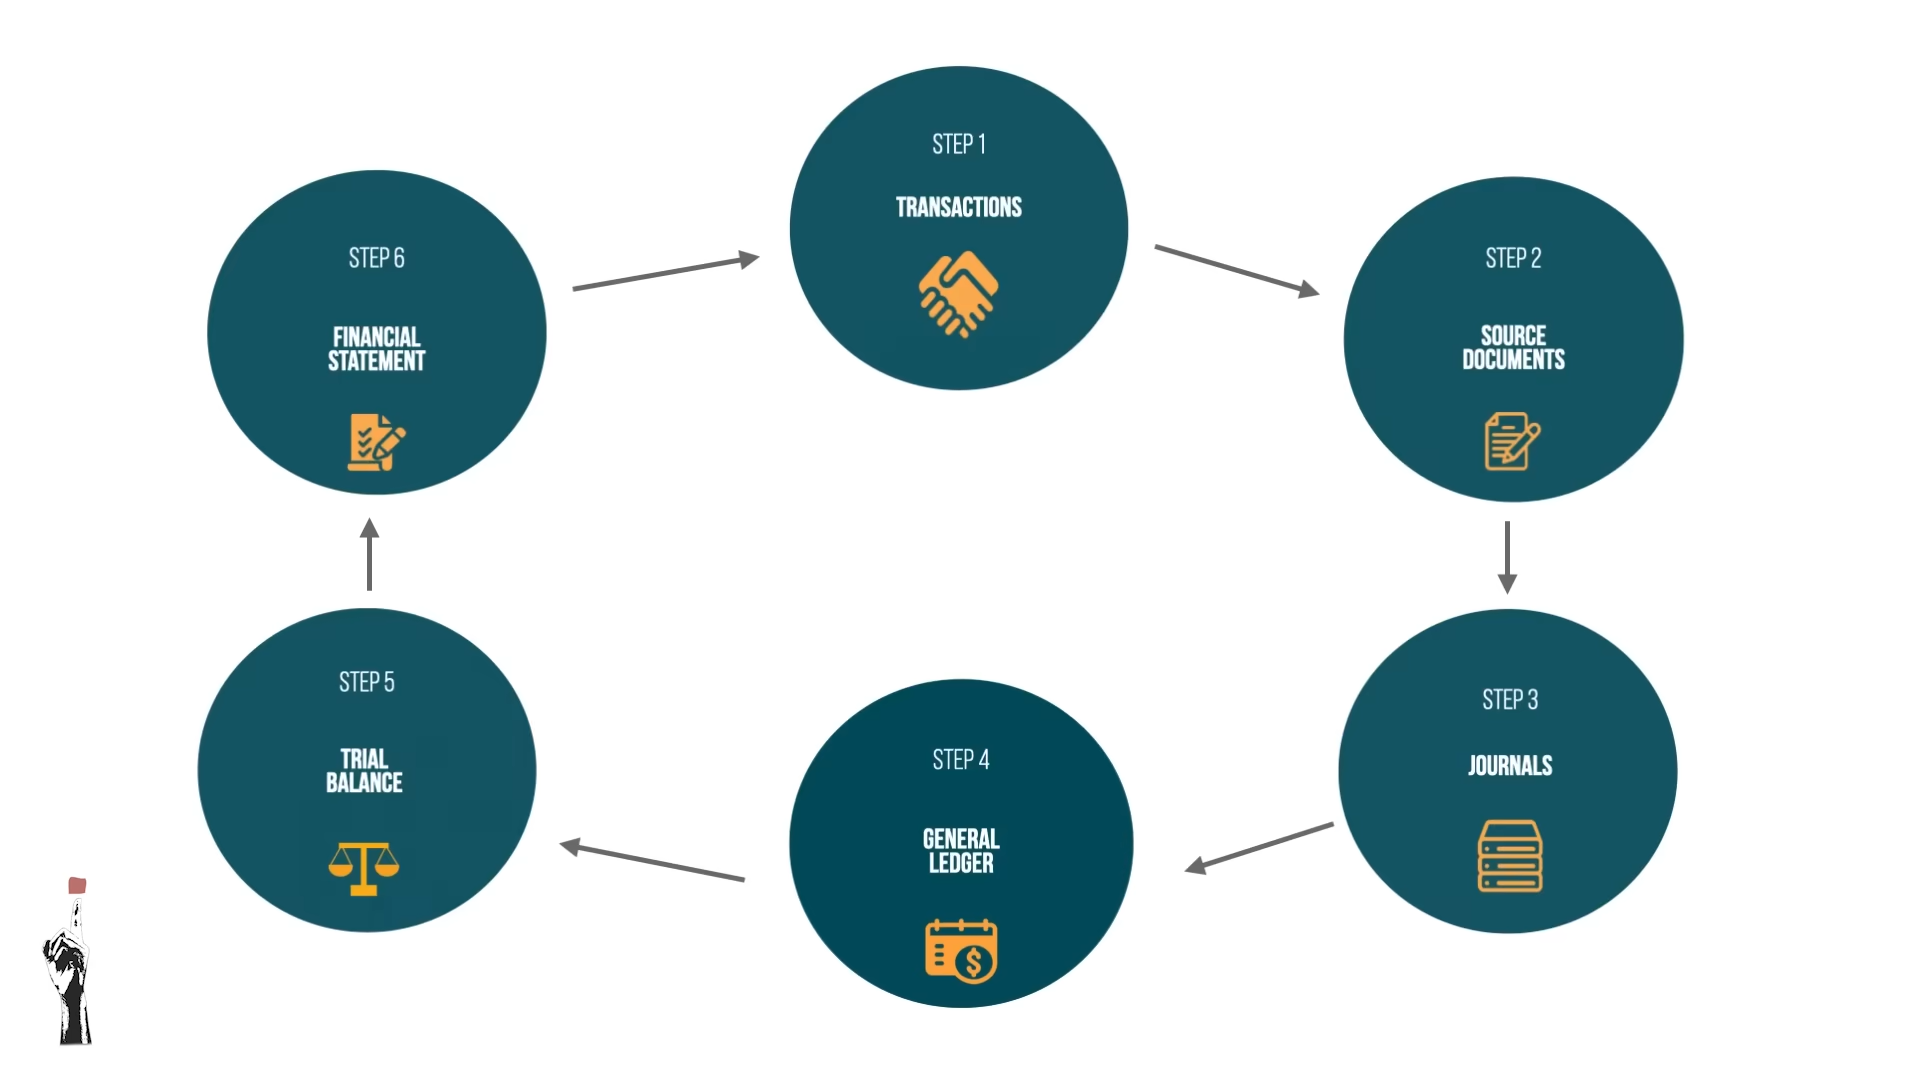 STEP 1
TRANSACTIONS
STEP 2
SOURCE
DOCUMENTS
STEP 3
JOURNALS
STEP 4
GENERAL
LEDGER
$
STEP 5
TRIAL
BALANCE
STEP 6
FINANCIAL
STATEMENT